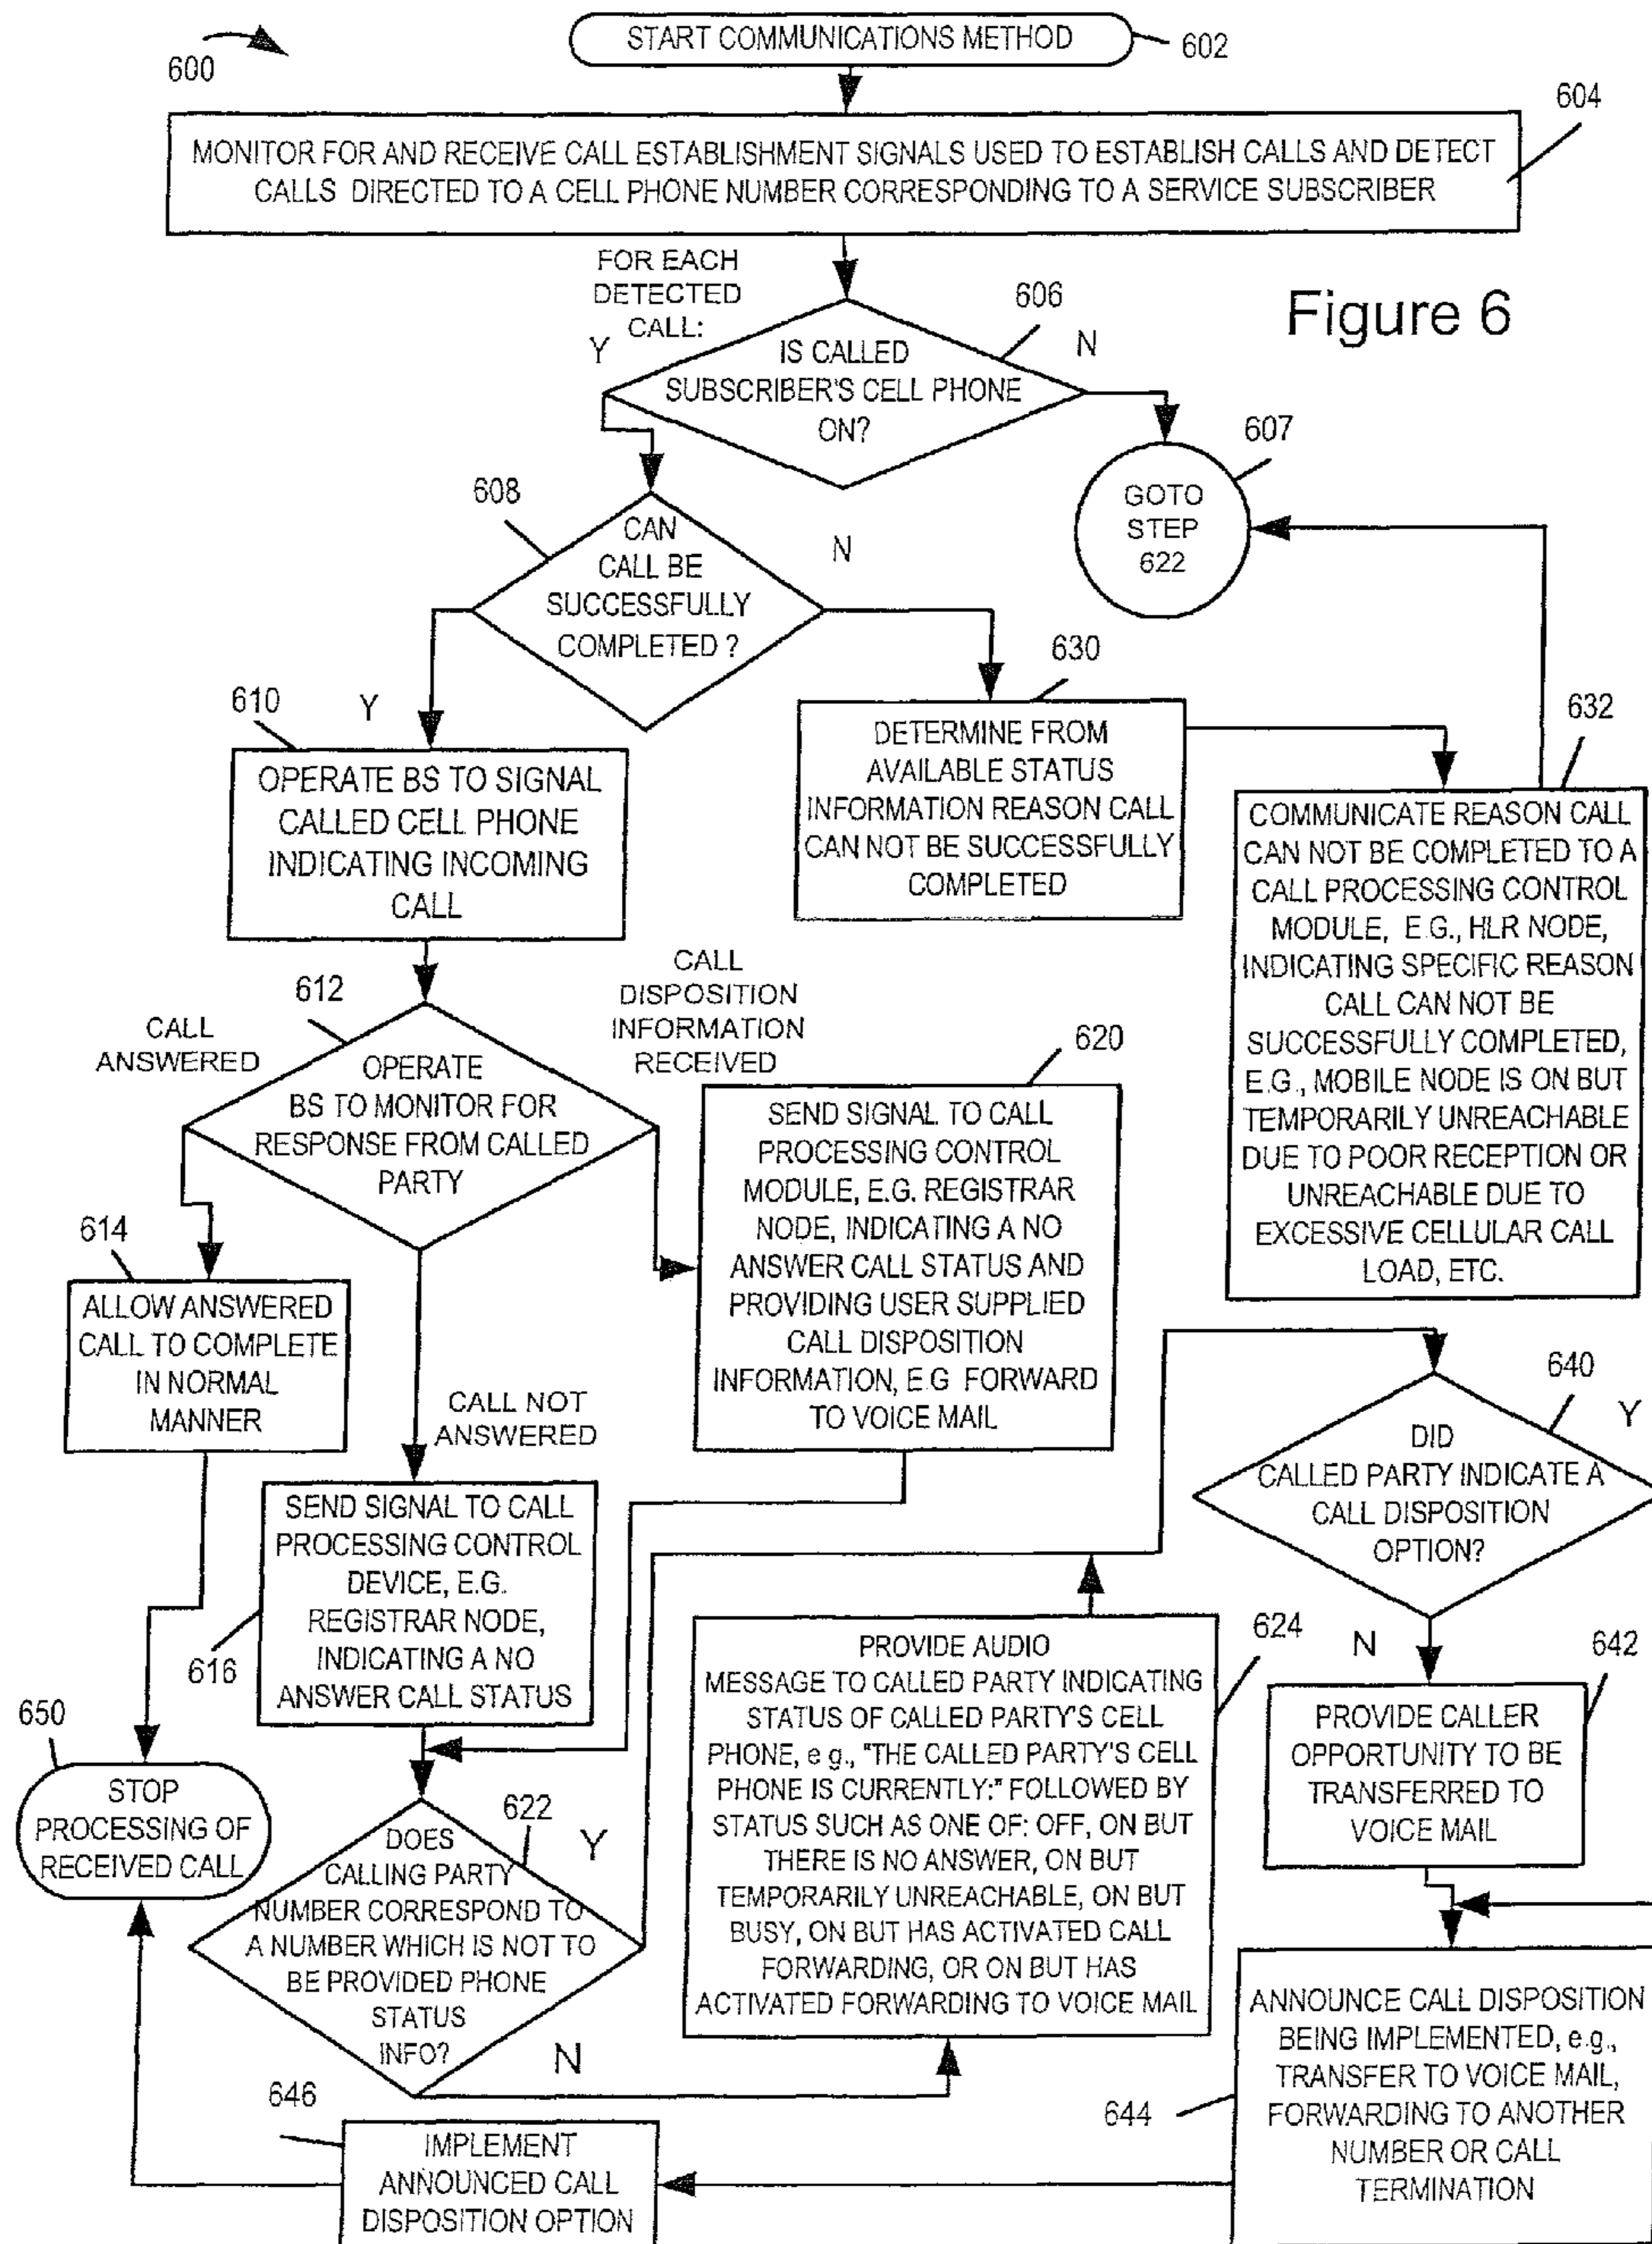 600
START COMMUNICATIONS METHOD
602
604
MONITOR FOR AND RECEIVE CALL ESTABLISHMENT SIGNALS USED TO ESTABLISH CALLS AND DETECT
CALLS DIRECTED TO A CELL PHONE NUMBER CORRESPONDING TO A SERVICE SUBSCRIBER
FOR EACH
DETECTED
CALL:
606
Figure 6
Y
N
IS CALLED
SUBSCRIBER'S CELL PHONE
ON?
607
GOTO
STEP
622
608
CAN
CALL BE
SUCCESSFULLY
COMPLETED ?
N
Y
610
OPERATE BS TO SIGNAL
CALLED CELL PHONE
INDICATING INCOMING
CALL
630
DETERMINE FROM
AVAILABLE STATUS
INFORMATION REASON CALL
CAN NOT BE SUCCESSFULLY
COMPLETED
632
COMMUNICATE REASON CALL
CAN NOT BE COMPLETED TO A
CALL PROCESSING CONTROL
MODULE, E.G., HLR NODE,
INDICATING SPECIFIC REASON
CALL CAN NOT BE
SUCCESSFULLY COMPLETED,
E.G., MOBILE NODE IS ON BUT
TEMPORARILY UNREACHABLE
DUE TO POOR RECEPTION OR
UNREACHABLE DUE TO
EXCESSIVE CELLULAR CALL
LOAD, ETC.
612
CALL
ANSWERED
CALL
DISPOSITION
INFORMATION
RECEIVED
OPERATE
BS TO MONITOR FOR
RESPONSE FROM CALLED
PARTY
620
SEND SIGNAL TO CALL
PROCESSING CONTROL
MODULE, E.G. REGISTRAR
NODE, INDICATING A NO
ANSWER CALL STATUS AND
PROVIDING USER SUPPLIED
CALL DISPOSITION
INFORMATION, E.G FORWARD
TO VOICE MAIL
614
ALLOW ANSWERED
CALL TO COMPLETE
IN NORMAL
MANNER
CALL NOT
ANSWERED
616
SEND SIGNAL TO CALL
PROCESSING CONTROL
DEVICE, E.G.
REGISTRAR NODE,
INDICATING A NO
ANSWER CALL STATUS
640
Y
DID
CALLED PARTY INDICATE A
CALL DISPOSITION
OPTION?
N
650
STOP
PROCESSING OF
RECEIVED CALL
622
Y
DOES
CALLING PARTY
NUMBER CORRESPOND TO
A NUMBER WHICH IS NOT TO
BE PROVIDED PHONE
STATUS
INFO?
N
624
PROVIDE AUDIO
MESSAGE TO CALLED PARTY INDICATING
STATUS OF CALLED PARTY'S CELL
PHONE, e g., "THE CALLED PARTY'S CELL
PHONE IS CURRENTLY:" FOLLOWED BY
STATUS SUCH AS ONE OF: OFF, ON BUT
THERE IS NO ANSWER, ON BUT
TEMPORARILY UNREACHABLE, ON BUT
BUSY, ON BUT HAS ACTIVATED CALL
FORWARDING, OR ON BUT HAS
ACTIVATED FORWARDING TO VOICE MAIL
642
PROVIDE CALLER
OPPORTUNITY TO BE
TRANSFERRED TO
VOICE MAIL
644
ANNOUNCE CALL DISPOSITION
BEING IMPLEMENTED, e.g.,
TRANSFER TO VOICE MAIL,
FORWARDING TO ANOTHER
NUMBER OR CALL
TERMINATION
646
IMPLEMENT
ANNOUNCED CALL
DISPOSITION OPTION